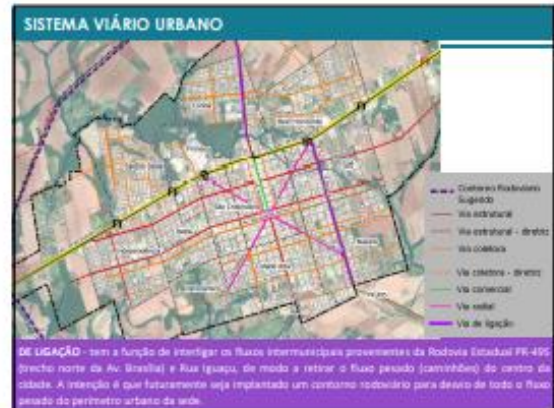 SISTEMA VIÁRIO URBANO
Contorno Rodoviário
Sugerido
Via estrutural
Via estrutural - diretriz
Via coletora
Via coletora - diretriz
Via comercial
Via radial
Via de ligação
DE LIGAÇÃO - tem a função de interligar os fluxos intermunicipais provenientes da Rodovia Estadual PR-495
(trecho norte da Av. Brasília) e Rua Iguaçu, de modo a retirar o fluxo pesado (caminhões) do centro da
cidade. A intenção é que futuramente seja implantado um contorno rodoviário para desvio de todo o fluxo
pesado do perímetro urbano da sede.